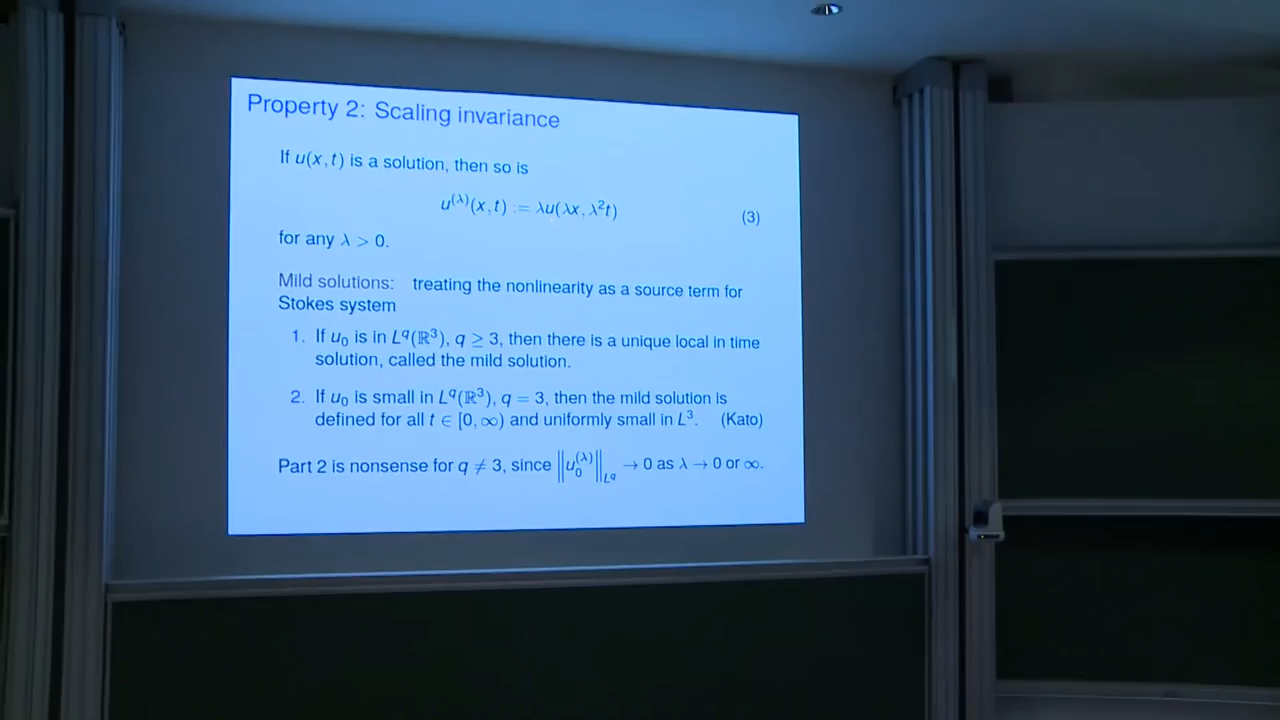 Property 2: Scaling invariance
If u(x, t) is a solution, then so is
u^(λ)(x, t) := λu(λx, λ²t)
(3)
for any λ > 0.
Mild solutions: treating the nonlinearity as a source term for
Stokes system
1. If u₀ is in L^q(ℝ³), q ≥ 3, then there is a unique local in time
solution, called the mild solution.
2. If u₀ is small in L^q(ℝ³), q = 3, then the mild solution is
defined for all t ∈ [0, ∞) and uniformly small in L³. (Kato)
Part 2 is nonsense for q ≠ 3, since ‖u₀^(λ)‖_{L^q} → 0 as λ → 0 or ∞.